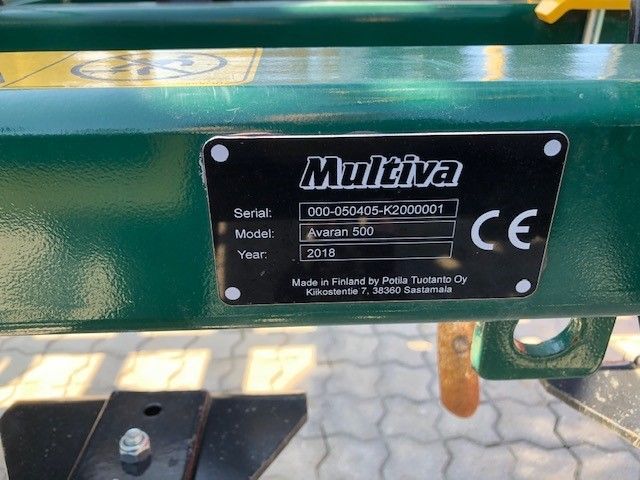 Multiva
Serial: 000-050405-K2000001
Model: Avaran 500
Year: 2018
CE
Made in Finland by Potila Tuotanto Oy
Kiikostentie 7, 38360 Sastamala